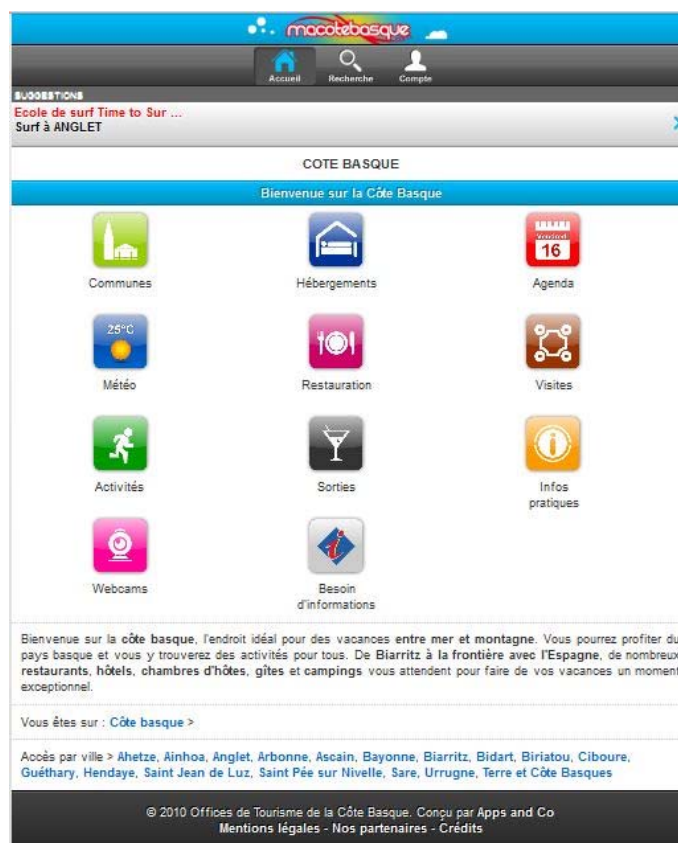 macotebasque
Accueil Recherche Compte
SUGGESTIONS
Ecole de surf Time to Sur ...
Surf à ANGLET
COTE BASQUE
Bienvenue sur la Côte Basque
Vendredi
16
Communes Hébergements Agenda
25°C
Météo Restauration Visites
Activités Sorties Infos
pratiques
Webcams Besoin
d'informations
Bienvenue sur la côte basque, l'endroit idéal pour des vacances entre mer et montagne. Vous pourrez profiter du
pays basque et vous y trouverez des activités pour tous. De Biarritz à la frontière avec l'Espagne, de nombreux
restaurants, hôtels, chambres d'hôtes, gîtes et campings vous attendent pour faire de vos vacances un moment
exceptionnel.
Vous êtes sur : Côte basque >
Accès par ville > Ahetze, Ainhoa, Anglet, Arbonne, Ascain, Bayonne, Biarritz, Bidart, Biriatou, Ciboure,
Guéthary, Hendaye, Saint Jean de Luz, Saint Pée sur Nivelle, Sare, Urrugne, Terre et Côte Basques
© 2010 Offices de Tourisme de la Côte Basque. Conçu par Apps and Co
Mentions légales - Nos partenaires - Crédits